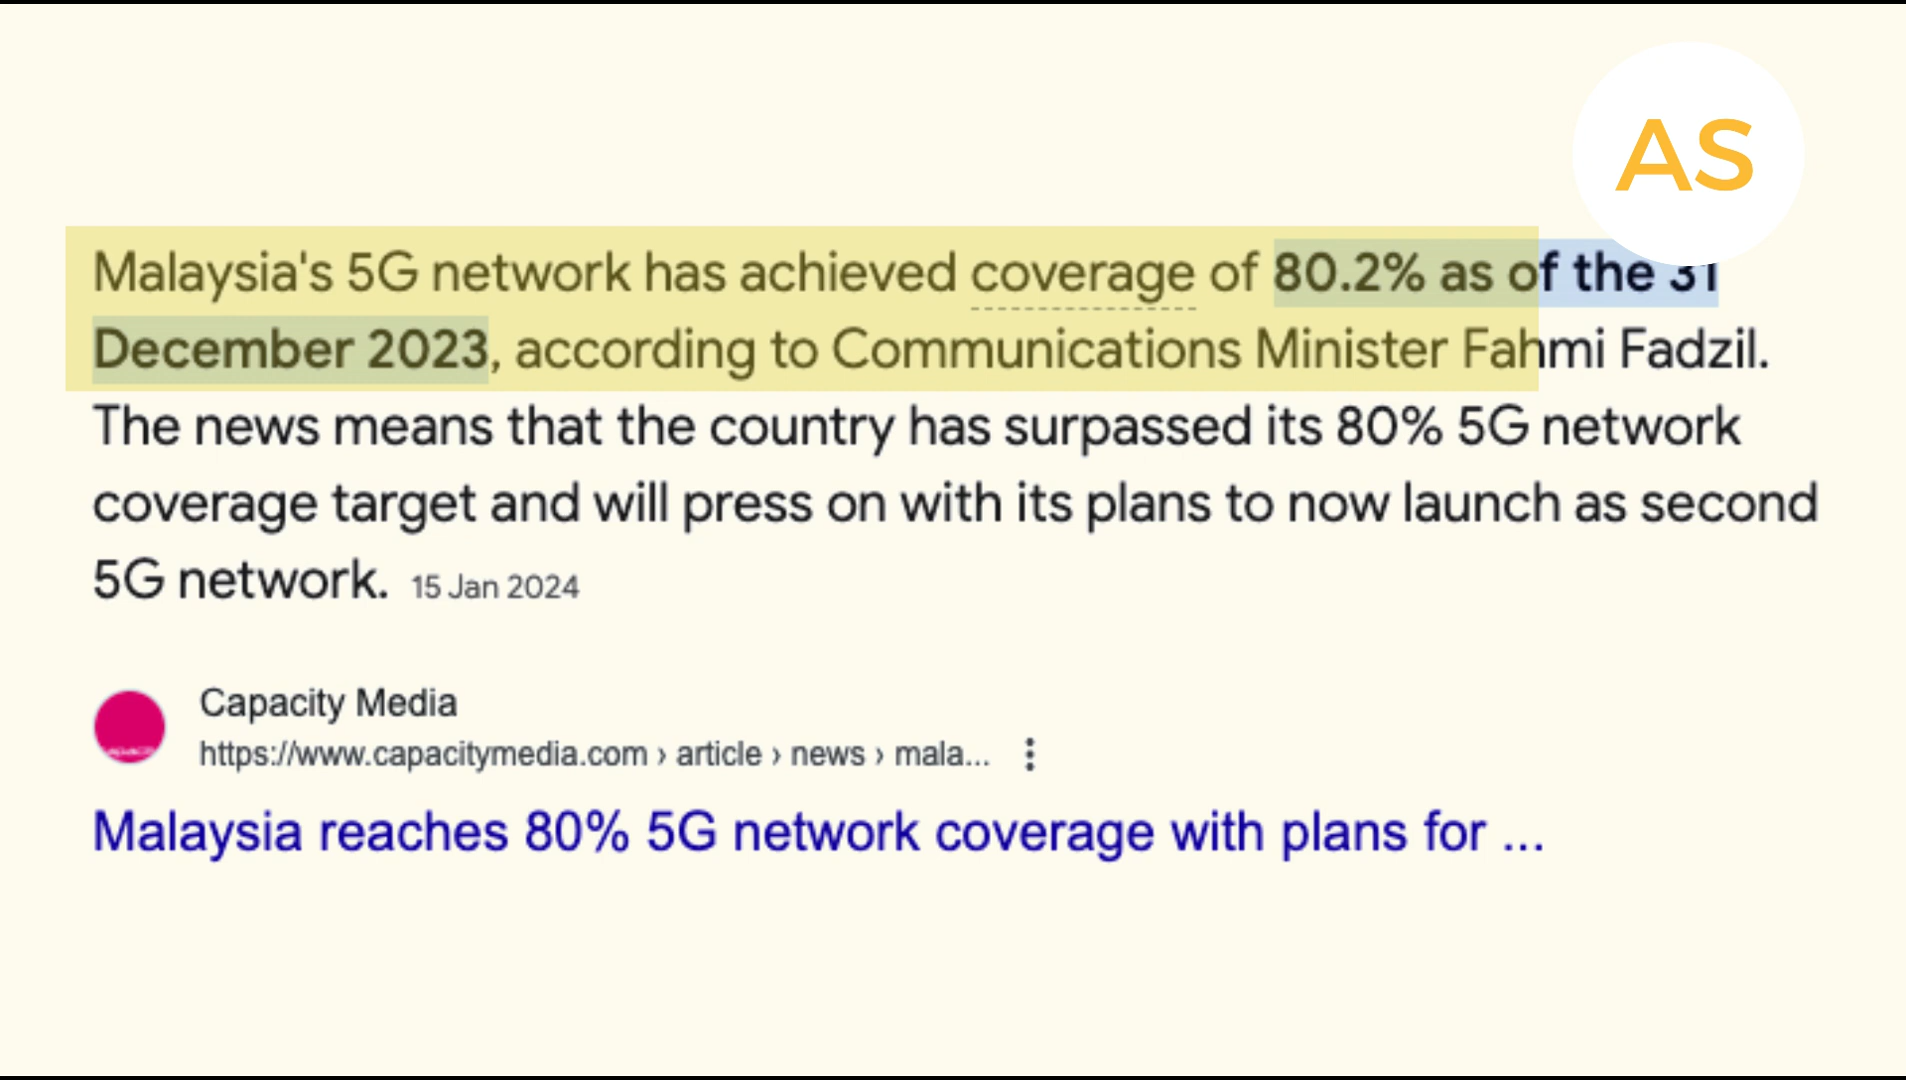 AS
Malaysia's 5G network has achieved coverage of 80.2% as of the 31
December 2023, according to Communications Minister Fahmi Fadzil.
The news means that the country has surpassed its 80% 5G network
coverage target and will press on with its plans to now launch as second
5G network. 15 Jan 2024
Capacity Media
https://www.capacitymedia.com › article › news › mala...
Malaysia reaches 80% 5G network coverage with plans for ...